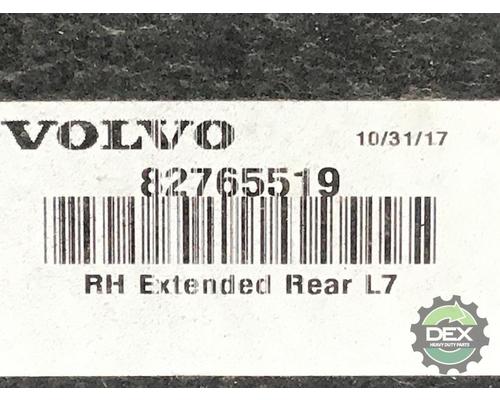 VOLVO 10/31/17
82765519
RH Extended Rear L7
DEX
HEAVY DUTY PARTS